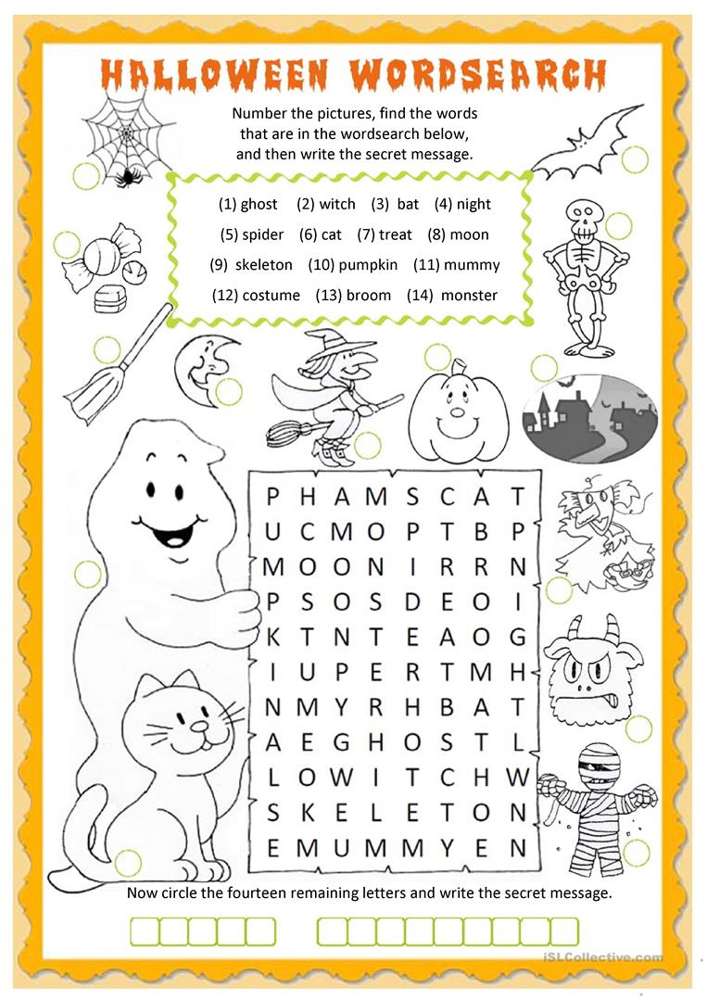 HALLOWEEN WORDSEARCH
Number the pictures, find the words
that are in the wordsearch below,
and then write the secret message.
(1) ghost (2) witch (3) bat (4) night
(5) spider (6) cat (7) treat (8) moon
(9) skeleton (10) pumpkin (11) mummy
(12) costume (13) broom (14) monster
P H A M S C A T
U C M O P T B P
M O O N I R R N
P S O S D E O I
K T N T E A O G
I U P E R T M H
N M Y R H B A T
A E G H O S T L
L O W I T C H W
S K E L E T O N
E M U M M Y E N
Now circle the fourteen remaining letters and write the secret message.
iSLCollective.com